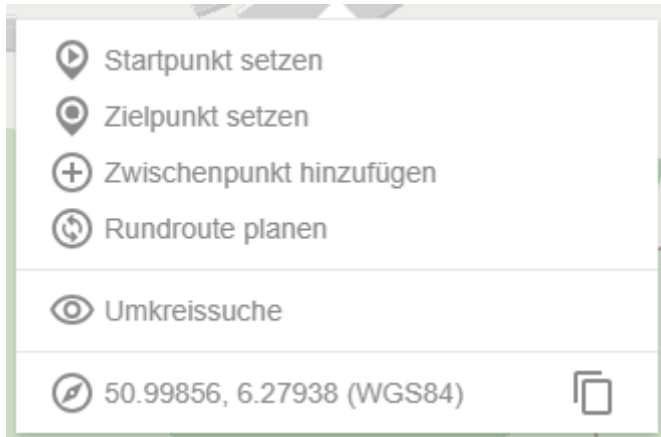 Startpunkt setzen
Zielpunkt setzen
Zwischenpunkt hinzufügen
Rundroute planen
Umkreissuche
50.99856, 6.27938 (WGS84)